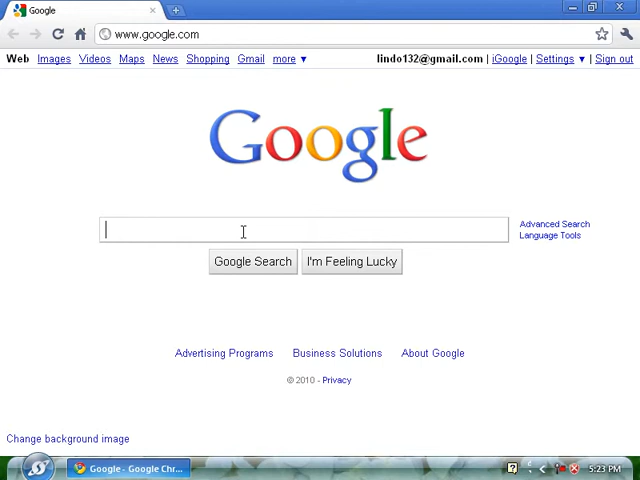 Google
www.google.com
Web Images Videos Maps News Shopping Gmail more ▼ lindo132@gmail.com | iGoogle | Settings ▼ | Sign out
Google
Advanced Search
Language Tools
Google Search I'm Feeling Lucky
Advertising Programs Business Solutions About Google
© 2010 - Privacy
Change background image
Google - Google Chr... 5:23 PM